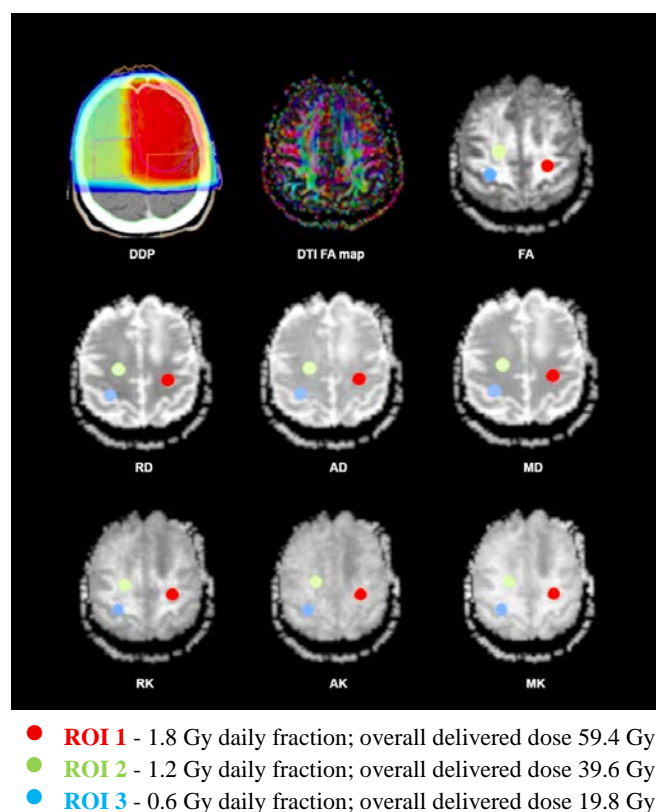 DDP
DTI FA map
FA
RD
AD
MD
RK
AK
MK
ROI 1 - 1.8 Gy daily fraction; overall delivered dose 59.4 Gy
ROI 2 - 1.2 Gy daily fraction; overall delivered dose 39.6 Gy
ROI 3 - 0.6 Gy daily fraction; overall delivered dose 19.8 Gy